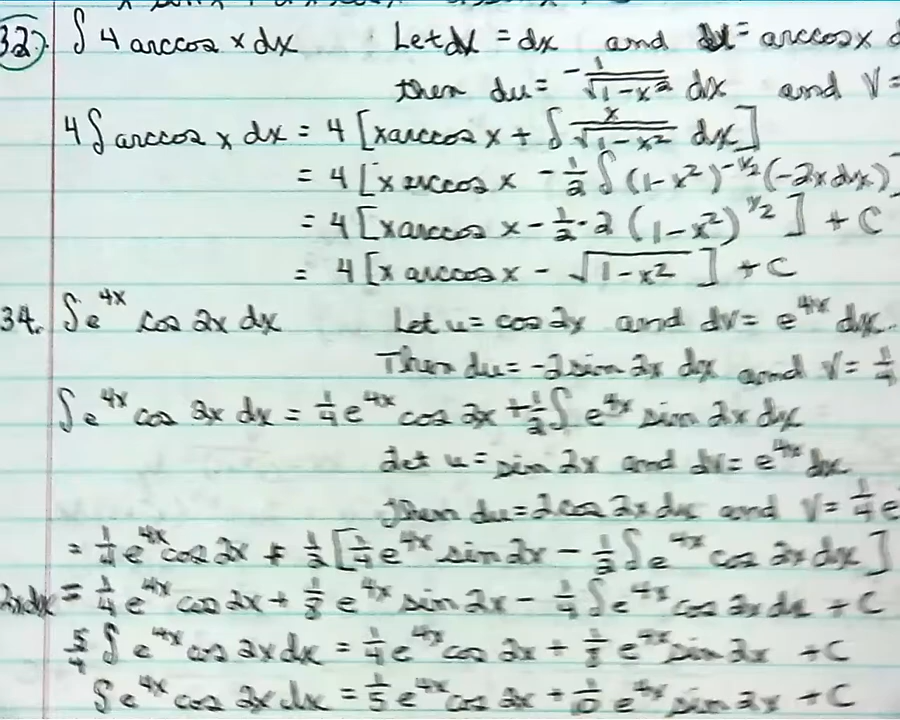 32. ∫ 4 arccos x dx Let dv = dx and u = arccos x
then du = -1/√(1-x²) dx and V =
4∫ arccos x dx = 4 [x arccos x + ∫ x/√(1-x²) dx]
= 4 [x arccos x - 1/2 ∫ (1-x²)^(-1/2) (-2x dx)
= 4 [x arccos x - 1/2 · 2 (1-x²)^(1/2) ] + C
= 4 [x arccos x - √(1-x²) ] + C
34. ∫ e^(4x) cos 2x dx Let u = cos 2x and dv = e^(4x) dx.
Then du = -2 sin 2x dx and V = 1/4
∫ e^(4x) cos 2x dx = 1/4 e^(4x) cos 2x + 1/2 ∫ e^(4x) sin 2x dx
Let u = sin 2x and dv = e^(4x) dx
Then du = 2 cos 2x dx and V = 1/4 e
= 1/4 e^(4x) cos 2x + 1/2 [1/4 e^(4x) sin 2x - 1/2 ∫ e^(4x) cos 2x dx ]
2x dx = 1/4 e^(4x) cos 2x + 1/8 e^(4x) sin 2x - 1/4 ∫ e^(4x) cos 2x dx + C
5/4 ∫ e^(4x) cos 2x dx = 1/4 e^(4x) cos 2x + 1/8 e^(4x) sin 2x + C
∫ e^(4x) cos 2x dx = 1/5 e^(4x) cos 2x + 1/10 e^(4x) sin 2x + C